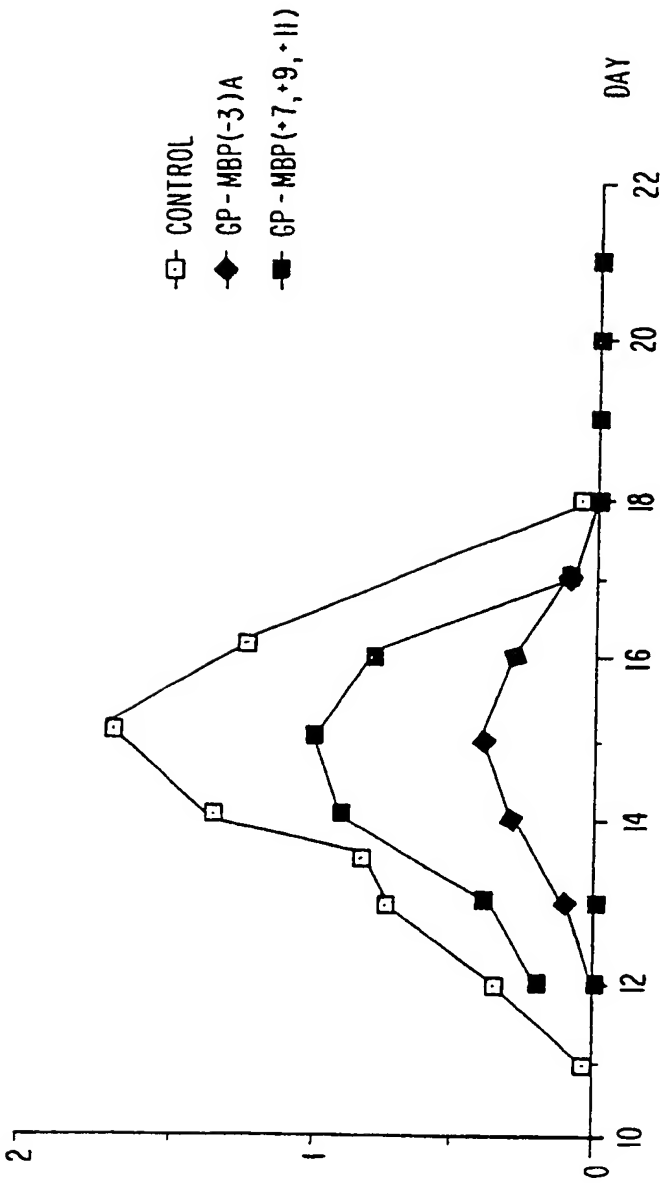 2
1
0
10
12
14
16
18
20
22
DAY
CONTROL
GP-MBP(-3)A
GP-MBP(+7,+9,+11)